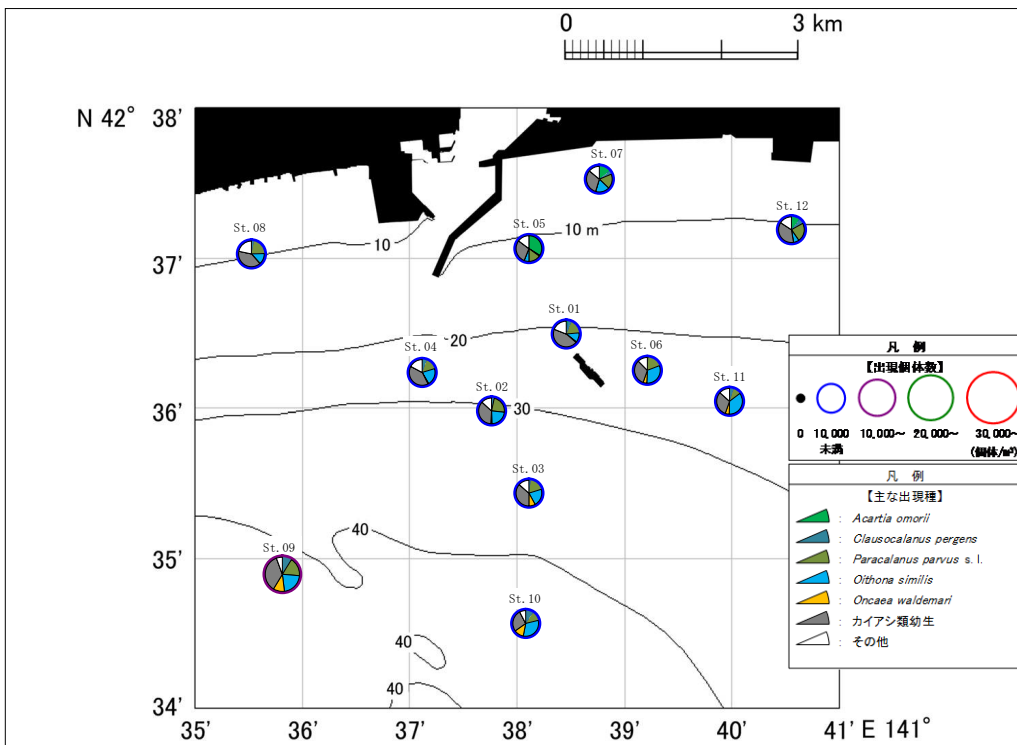 0 3 km
N 42° 38'
St.07
St.12
St.08
St.05
10 m
10
37'
St.01
20
St.04
St.06
St.02
St.11
36'
30
St.03
40
35'
St.09
St.10
40
40
34'
35' 36' 37' 38' 39' 40' 41' E 141°
凡 例
【出現個体数】
0 10,000未満 10,000~ 20,000~ 30,000~
(個体/m³)
凡 例
【主な出現種】
: Acartia omorii
: Clausocalanus pergens
: Paracalanus parvus s.l.
: Oithona similis
: Oncaea waldemari
: カイアシ類幼生
: その他